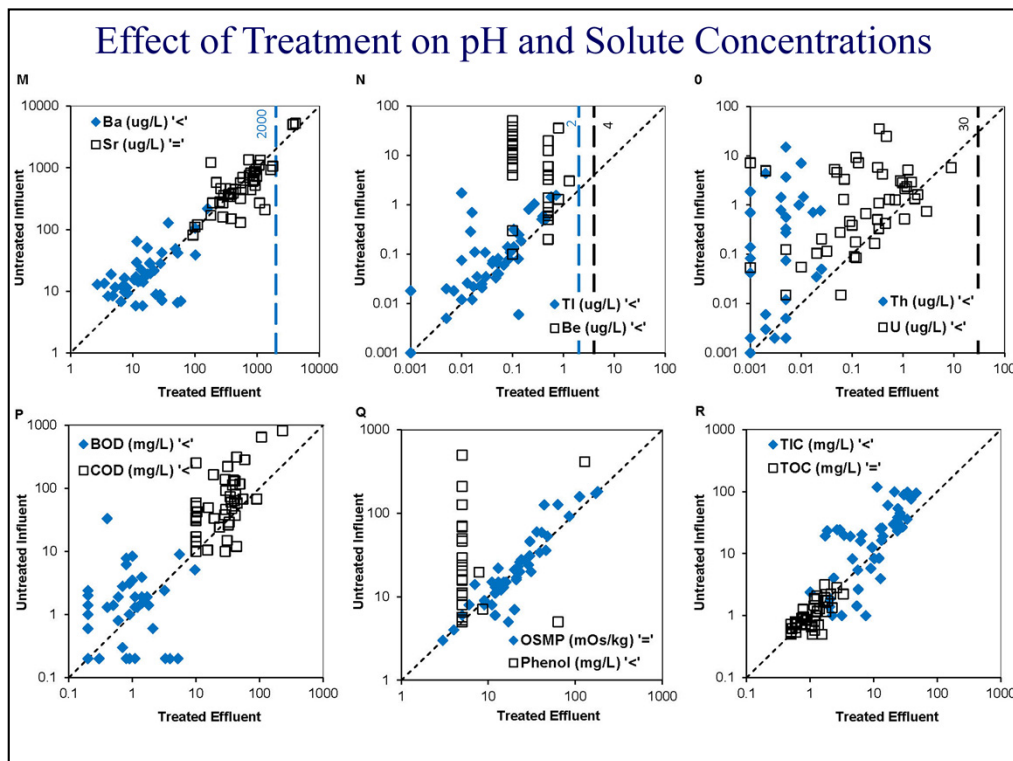 Effect of Treatment on pH and Solute Concentrations
M
N
O
10000
1000
100
10
1
Untreated Influent
Ba (ug/L) '<'
Sr (ug/L) '='
2000
1 10 100 1000 10000
Treated Effluent
100
10
1
0.1
0.01
0.001
Untreated Influent
2
4
Tl (ug/L) '<'
Be (ug/L) '<'
0.001 0.01 0.1 1 10 100
Treated Effluent
100
10
1
0.1
0.01
0.001
Untreated Influent
30
Th (ug/L) '<'
U (ug/L) '<'
0.001 0.01 0.1 1 10 100
Treated Effluent
P
Q
R
1000
100
10
1
0.1
Untreated Influent
BOD (mg/L) '<'
COD (mg/L) '<'
0.1 1 10 100 1000
Treated Effluent
1000
100
10
1
Untreated Influent
OSMP (mOs/kg) '='
Phenol (mg/L) '<'
1 10 100 1000
Treated Effluent
1000
100
10
1
0.1
Untreated Influent
TIC (mg/L) '<'
TOC (mg/L) '='
0.1 1 10 100 1000
Treated Effluent